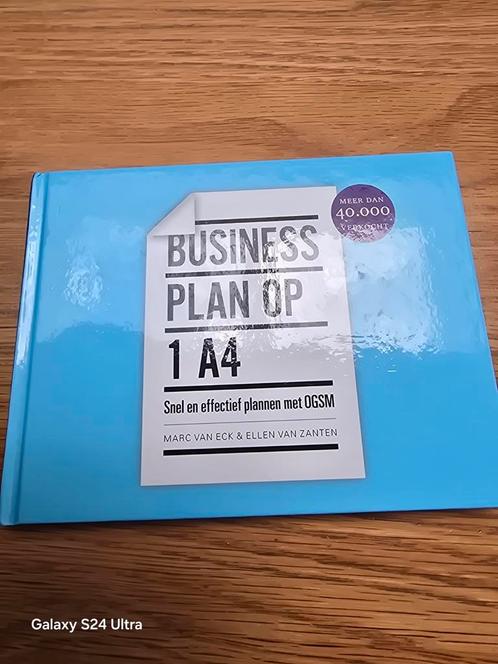 MEER DAN
40.000
VERKOCHT
BUSINESS
PLAN OP
1 A4
Snel en effectief plannen met OGSM
MARC VAN ECK & ELLEN VAN ZANTEN
Galaxy S24 Ultra